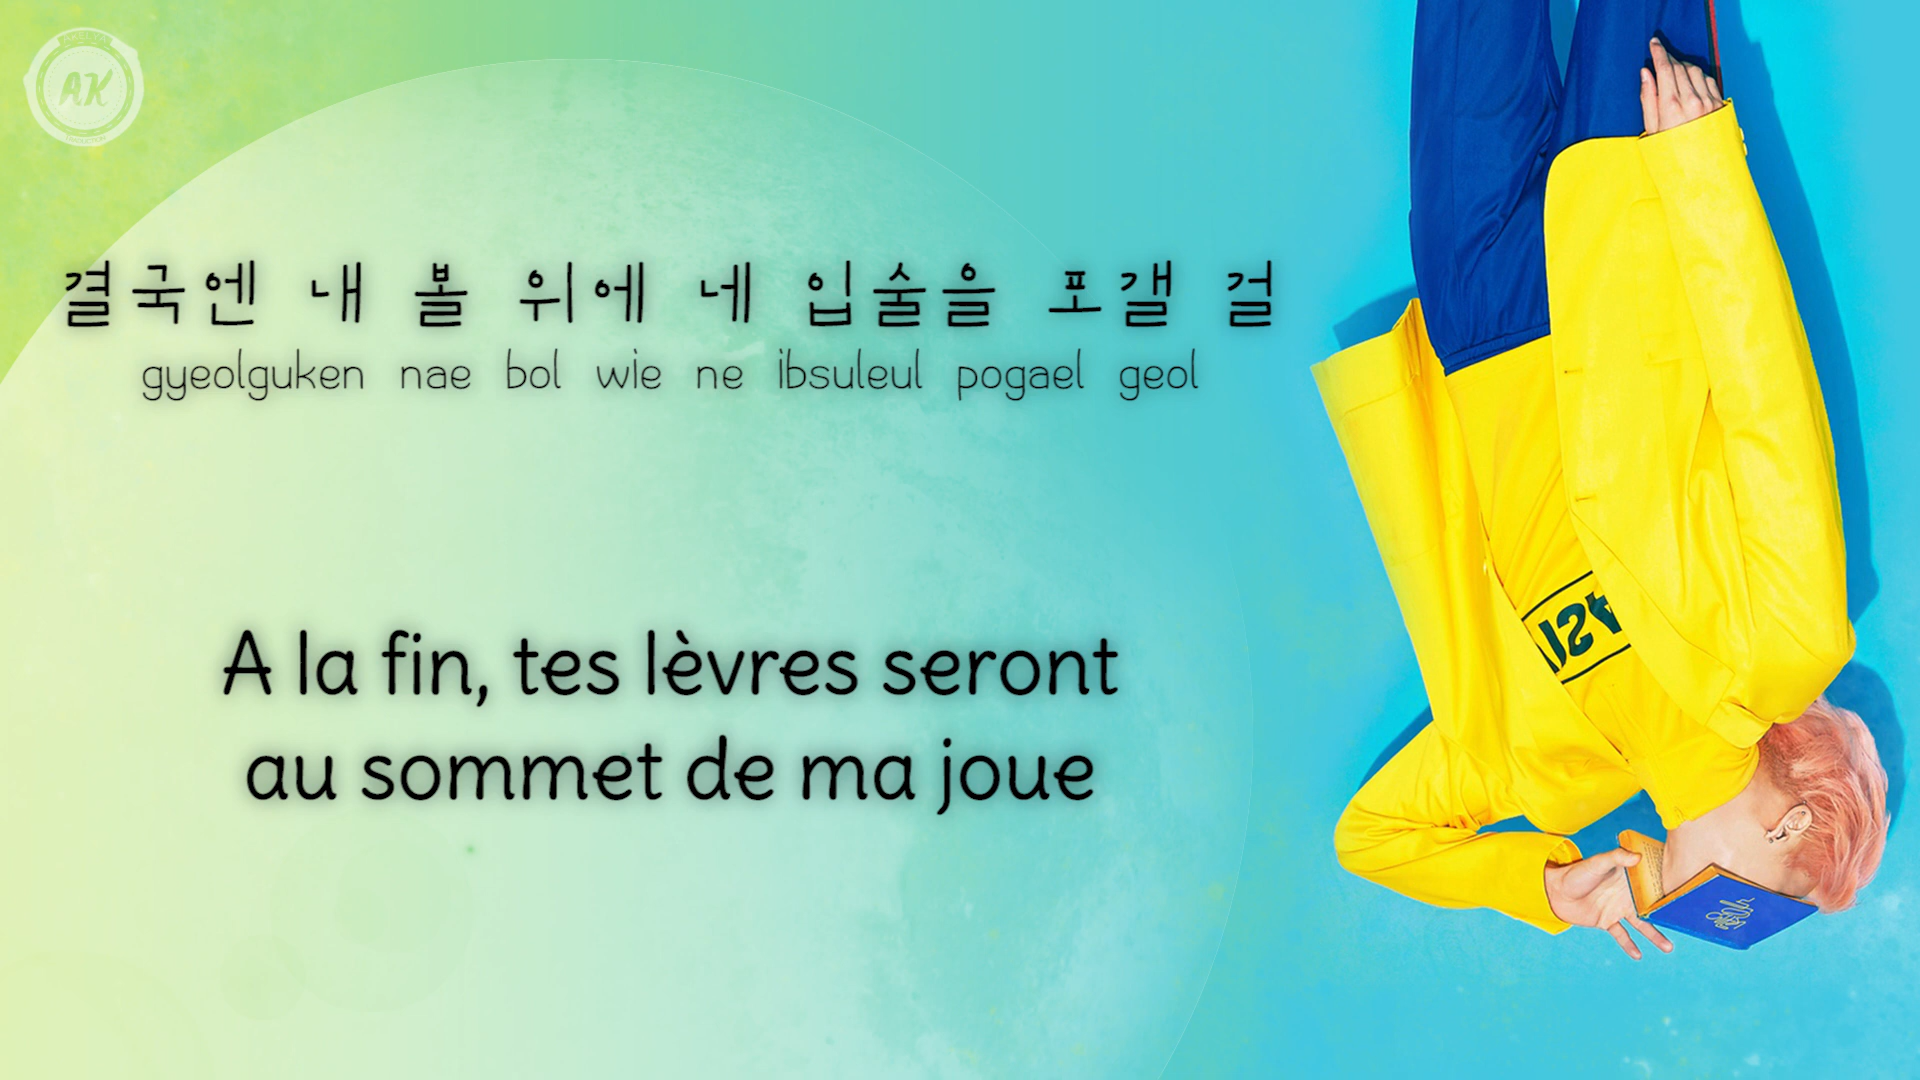 AK
결국엔 내 볼 위에 네 입술을 포갤 걸
gyeolguken nae bol wie ne ibsuleul pogael geol
A la fin, tes lèvres seront
au sommet de ma joue